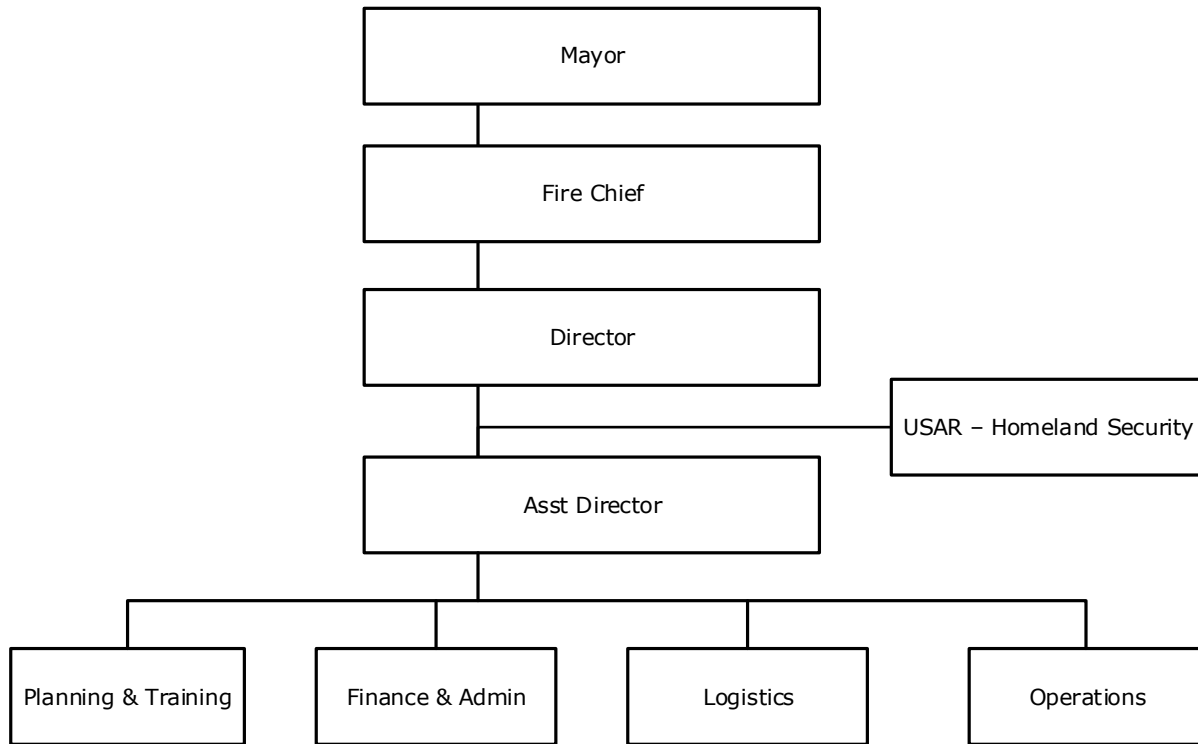 Mayor
Fire Chief
Director
USAR – Homeland Security
Asst Director
Planning & Training
Finance & Admin
Logistics
Operations